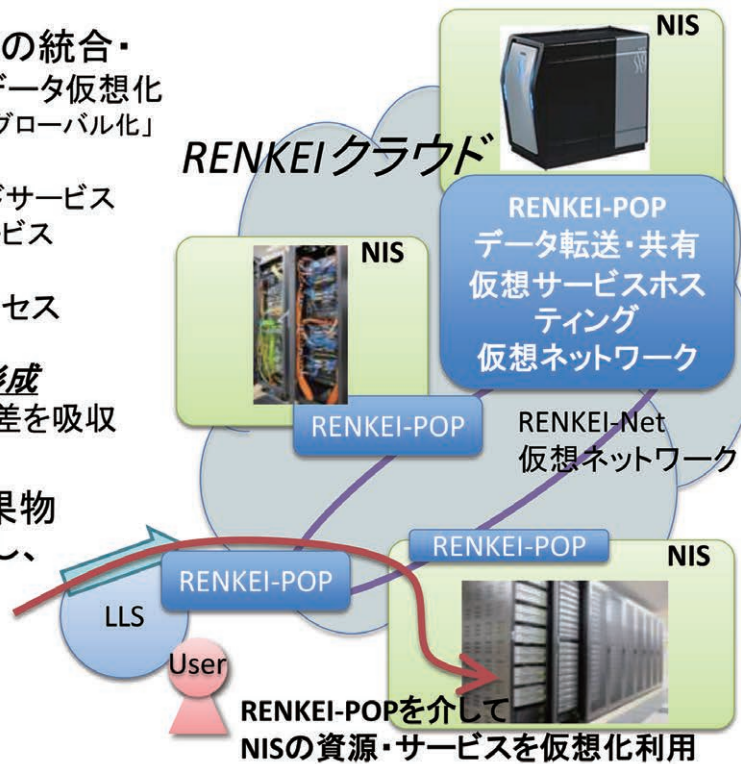 の統合・
データ仮想化
グローバル化」
ドサービス
ービス
セス
形成
差を吸収
果物
し、
RENKEIクラウド
NIS
RENKEI-POP
データ転送・共有
仮想サービスホス
ティング
仮想ネットワーク
NIS
RENKEI-POP
RENKEI-Net
仮想ネットワーク
RENKEI-POP
NIS
RENKEI-POP
LLS
User
RENKEI-POPを介して
NISの資源・サービスを仮想化利用